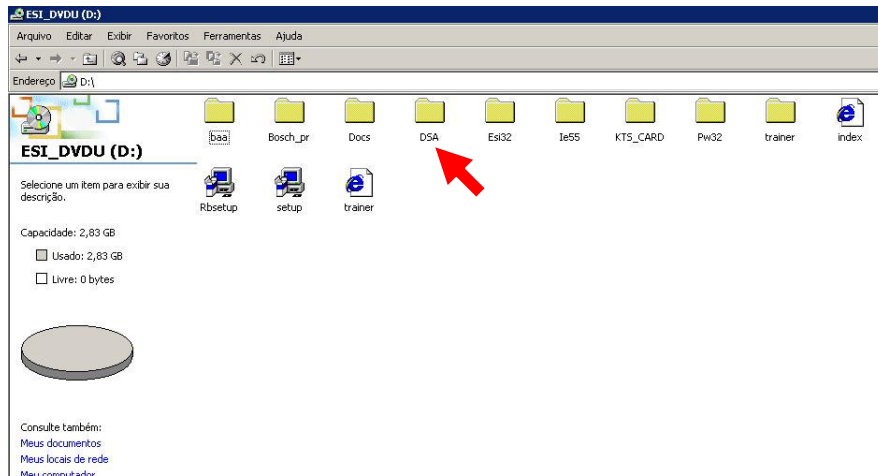 ESI_DVDU (D:)
Arquivo Editar Exibir Favoritos Ferramentas Ajuda
Endereço D:\
baa Bosch_pr Docs DSA Esi32 Ie55 KTS_CARD Pw32 trainer index
ESI_DVDU (D:)
Selecione um item para exibir sua
descrição.
Rbsetup setup trainer
Capacidade: 2,83 GB
Usado: 2,83 GB
Livre: 0 bytes
Consulte também:
Meus documentos
Meus locais de rede
Meu computador